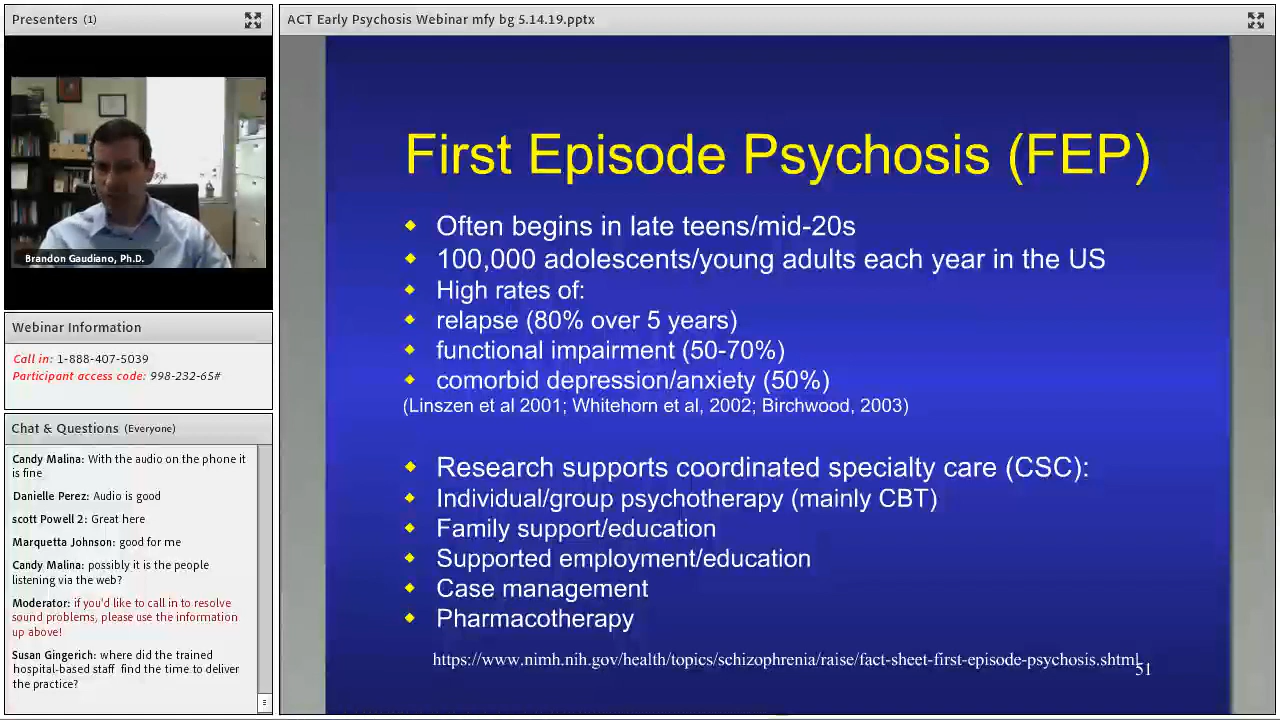 Presenters (1)
Brandon Gaudiano, Ph.D.
Webinar Information
Call in: 1-888-407-5039
Participant access code: 998-232-65#
Chat & Questions (Everyone)
Candy Malina: With the audio on the phone it
is fine
Danielle Perez: Audio is good
scott Powell 2: Great here
Marquetta Johnson: good for me
Candy Malina: possibly it is the people
listening via the web?
Moderator: if you'd like to call in to resolve
sound problems, please use the information
up above!
Susan Gingerich: where did the trained
hospital-based staff find the time to deliver
the practice?
ACT Early Psychosis Webinar mfy bg 5.14.19.pptx
First Episode Psychosis (FEP)
Often begins in late teens/mid-20s
100,000 adolescents/young adults each year in the US
High rates of:
relapse (80% over 5 years)
functional impairment (50-70%)
comorbid depression/anxiety (50%)
(Linszen et al 2001; Whitehorn et al, 2002; Birchwood, 2003)
Research supports coordinated specialty care (CSC):
Individual/group psychotherapy (mainly CBT)
Family support/education
Supported employment/education
Case management
Pharmacotherapy
https://www.nimh.nih.gov/health/topics/schizophrenia/raise/fact-sheet-first-episode-psychosis.shtml
51